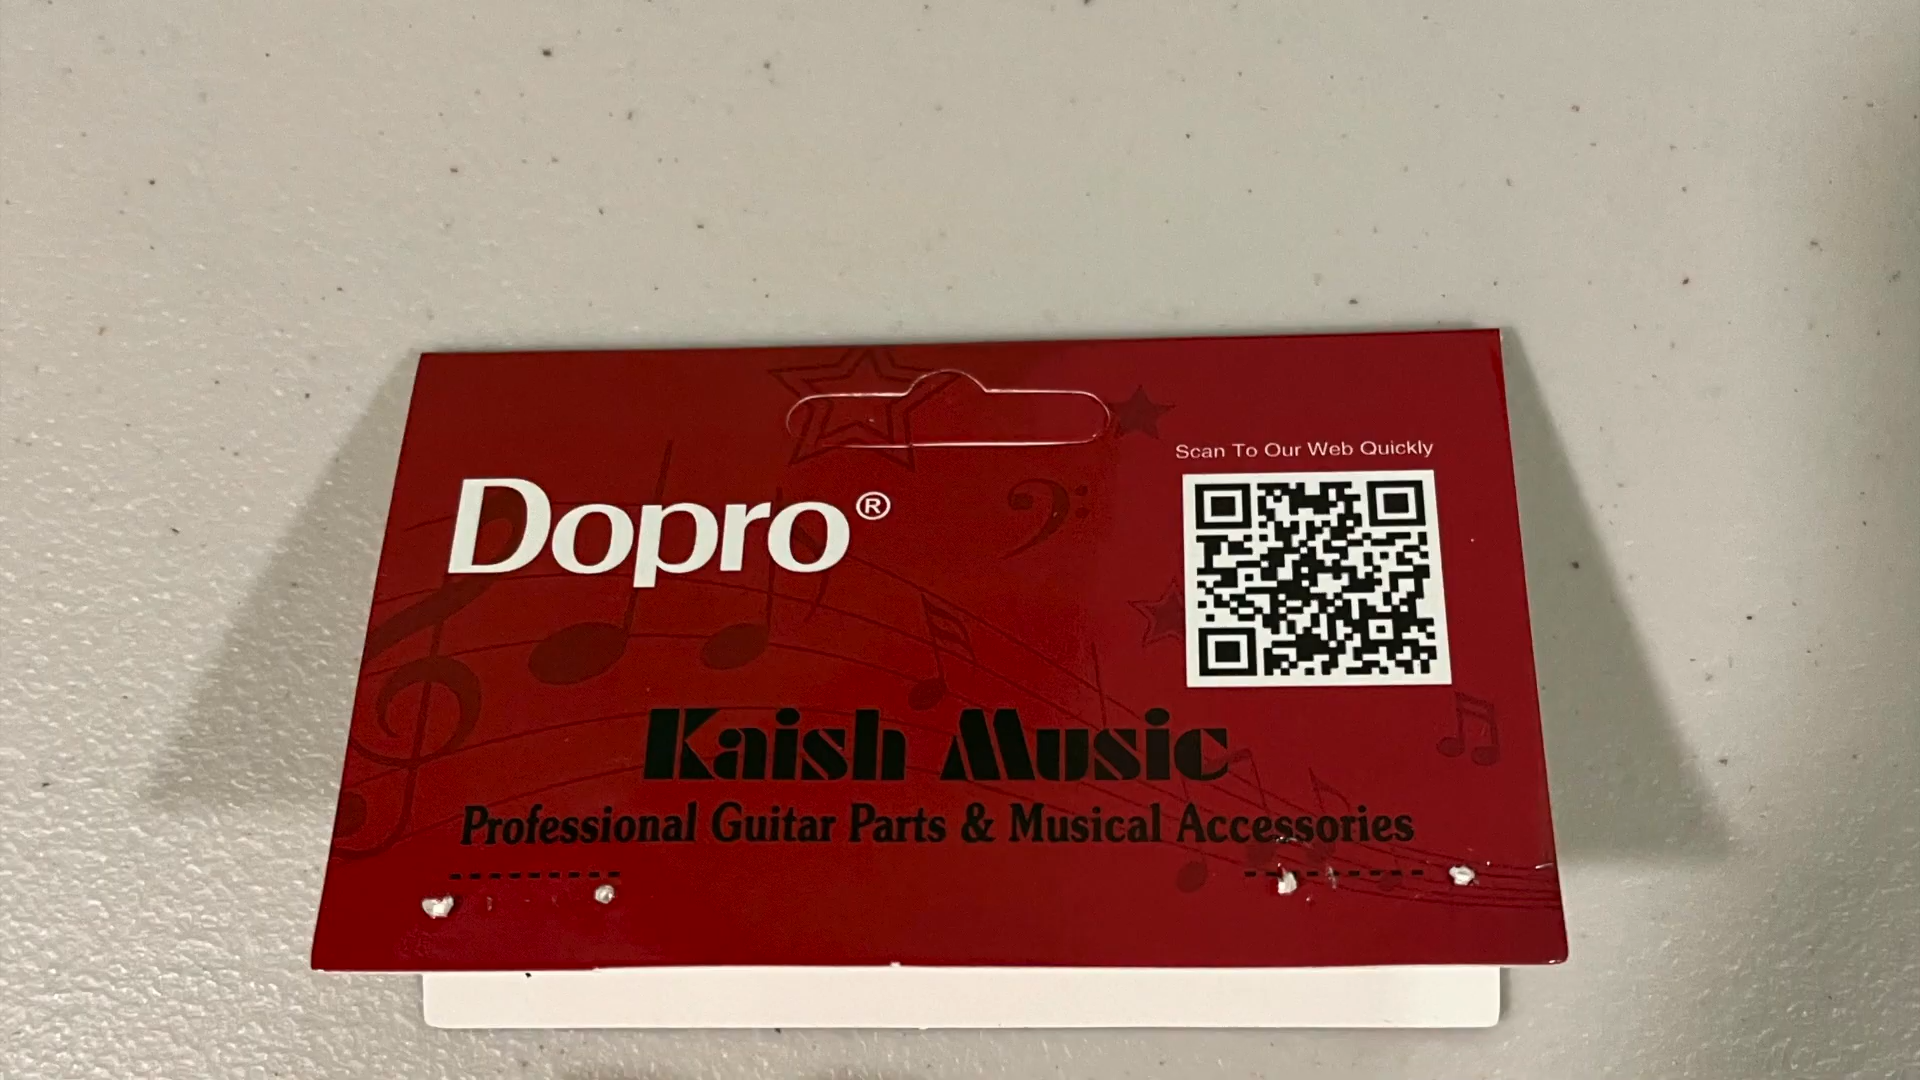 Scan To Our Web Quickly
Dopro®
Kaish Music
Professional Guitar Parts & Musical Accessories